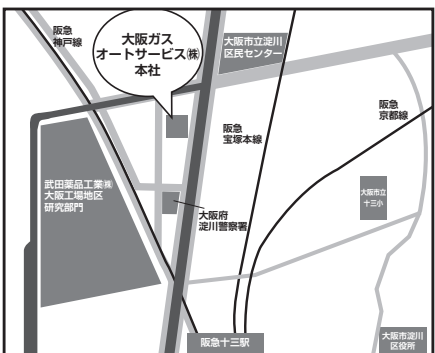 阪急
神戸線
大阪ガス
オートサービス㈱
本社
大阪市立淀川
区民センター
阪急
宝塚本線
阪急
京都線
武田薬品工業㈱
大阪工場地区
研究部門
大阪市立
十三小
大阪府
淀川警察署
阪急十三駅
大阪市淀川
区役所